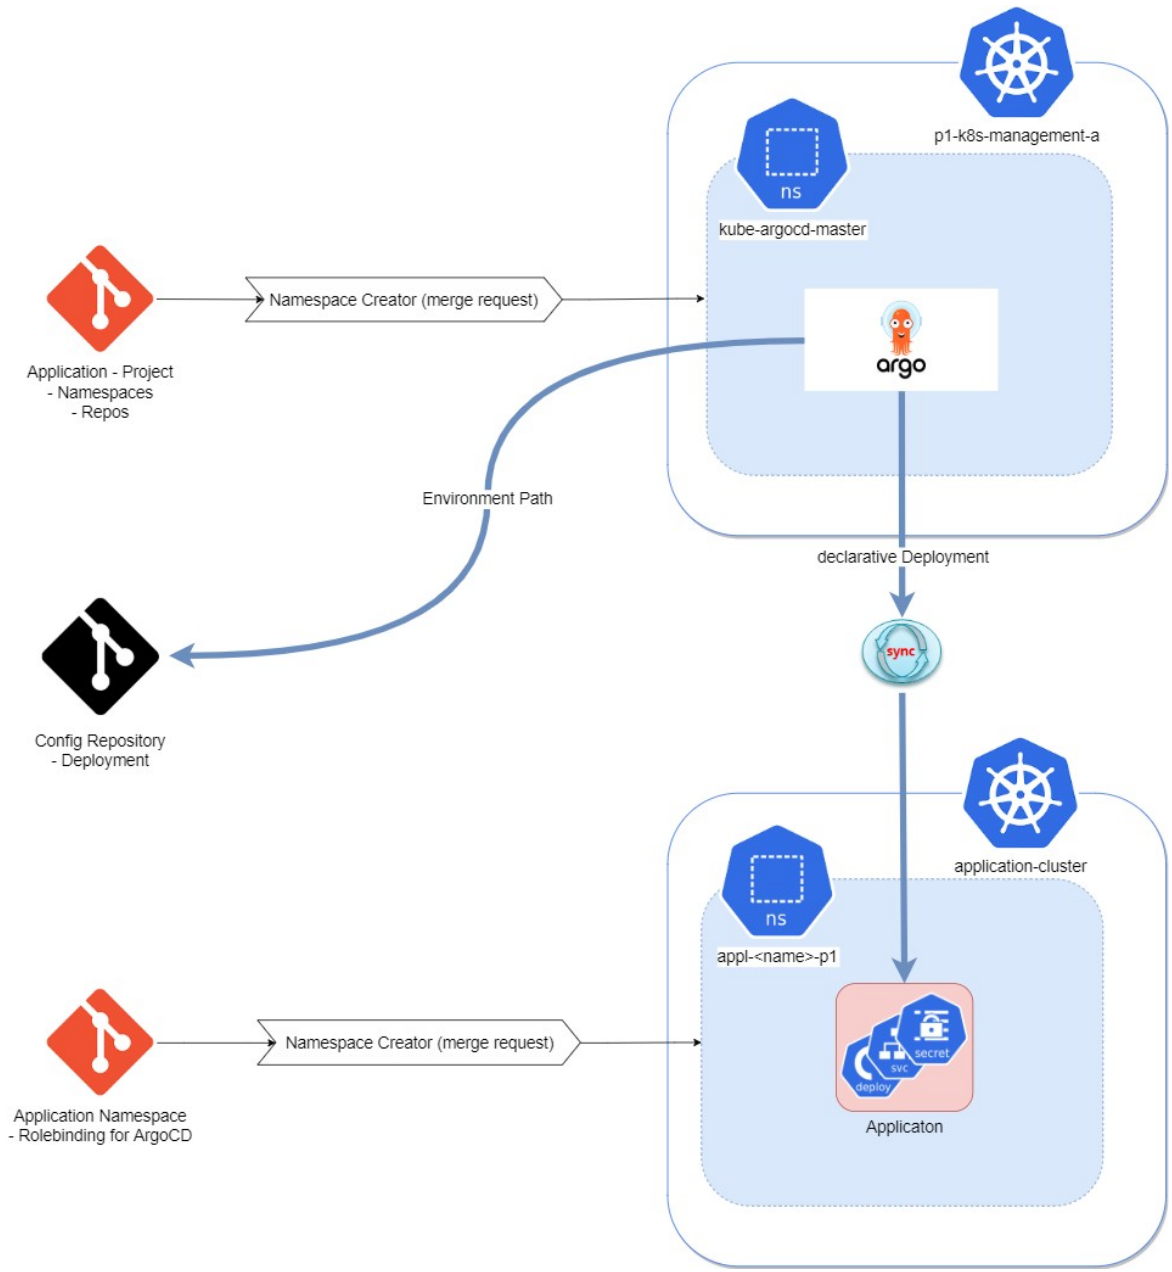 p1-k8s-management-a
ns
kube-argocd-master
Namespace Creator (merge request)
argo
Application - Project
- Namespaces
- Repos
Environment Path
declarative Deployment
sync
Config Repository
- Deployment
application-cluster
ns
appl-<name>-p1
Namespace Creator (merge request)
secret
svc
deploy
Application Namespace
- Rolebinding for ArgoCD
Applicaton